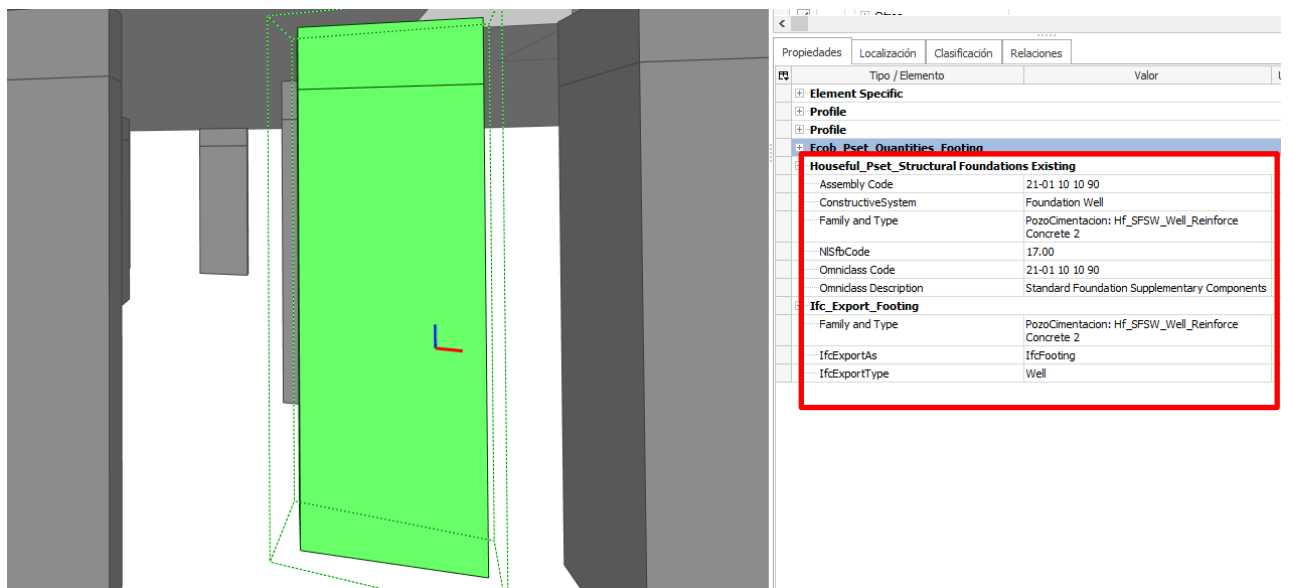 Propiedades Localización Clasificación Relaciones
Tipo / Elemento Valor
Element Specific
Profile
Profile
Ecob_Pset_Quantities_Footing
Houseful_Pset_Structural Foundations Existing
Assembly Code 21-01 10 10 90
ConstructiveSystem Foundation Well
Family and Type PozoCimentacion: Hf_SFSW_Well_Reinforce
Concrete 2
NlSfbCode 17.00
Omniclass Code 21-01 10 10 90
Omniclass Description Standard Foundation Supplementary Components
Ifc_Export_Footing
Family and Type PozoCimentacion: Hf_SFSW_Well_Reinforce
Concrete 2
IfcExportAs IfcFooting
IfcExportType Well